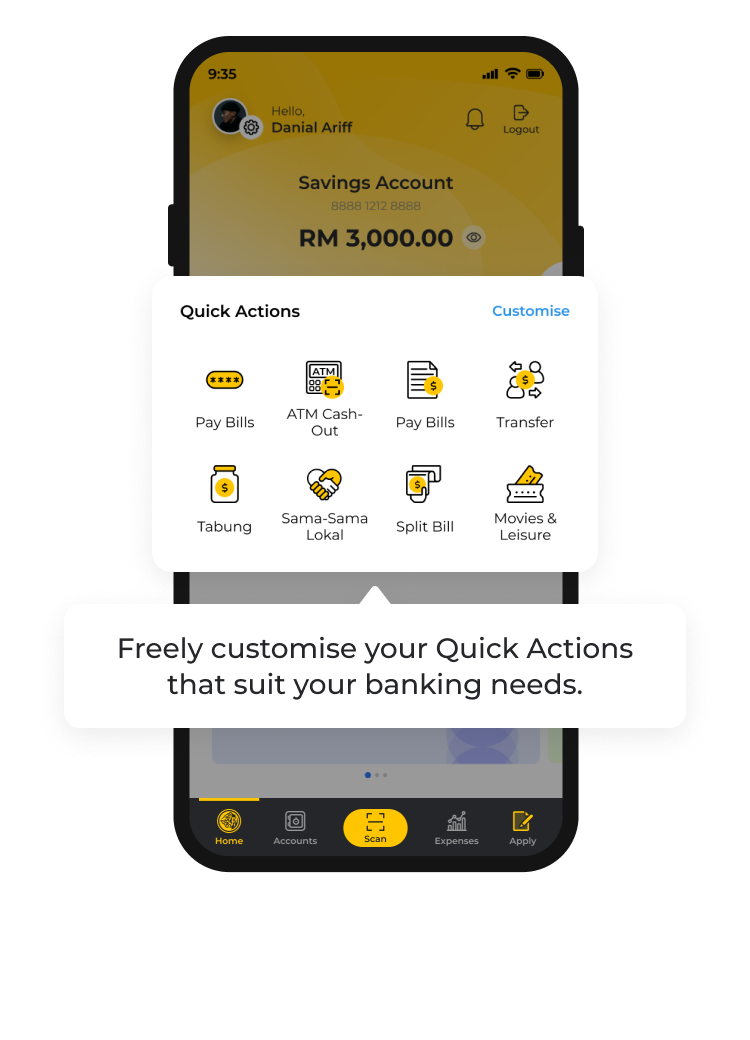 9:35
Hello,
Danial Ariff
Logout
Savings Account
8888 1212 8888
RM 3,000.00
Quick Actions
Customise
****
Pay Bills
ATM
ATM Cash-
Out
$
Pay Bills
$
Transfer
$
Tabung
Sama-Sama
Lokal
$
Split Bill
Movies &
Leisure
Freely customise your Quick Actions
that suit your banking needs.
Home
Accounts
Scan
Expenses
Apply